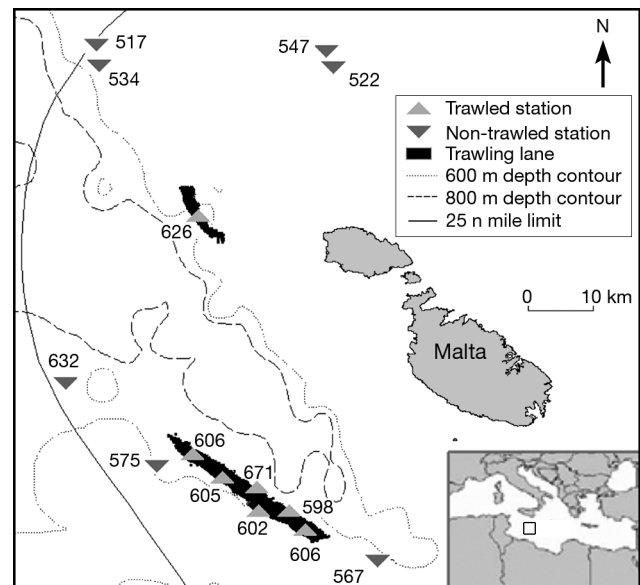 517
534
547
522
N
Trawled station
Non-trawled station
Trawling lane
600 m depth contour
800 m depth contour
25 n mile limit
626
0 10 km
Malta
632
606
575
671
605
598
602
606
567